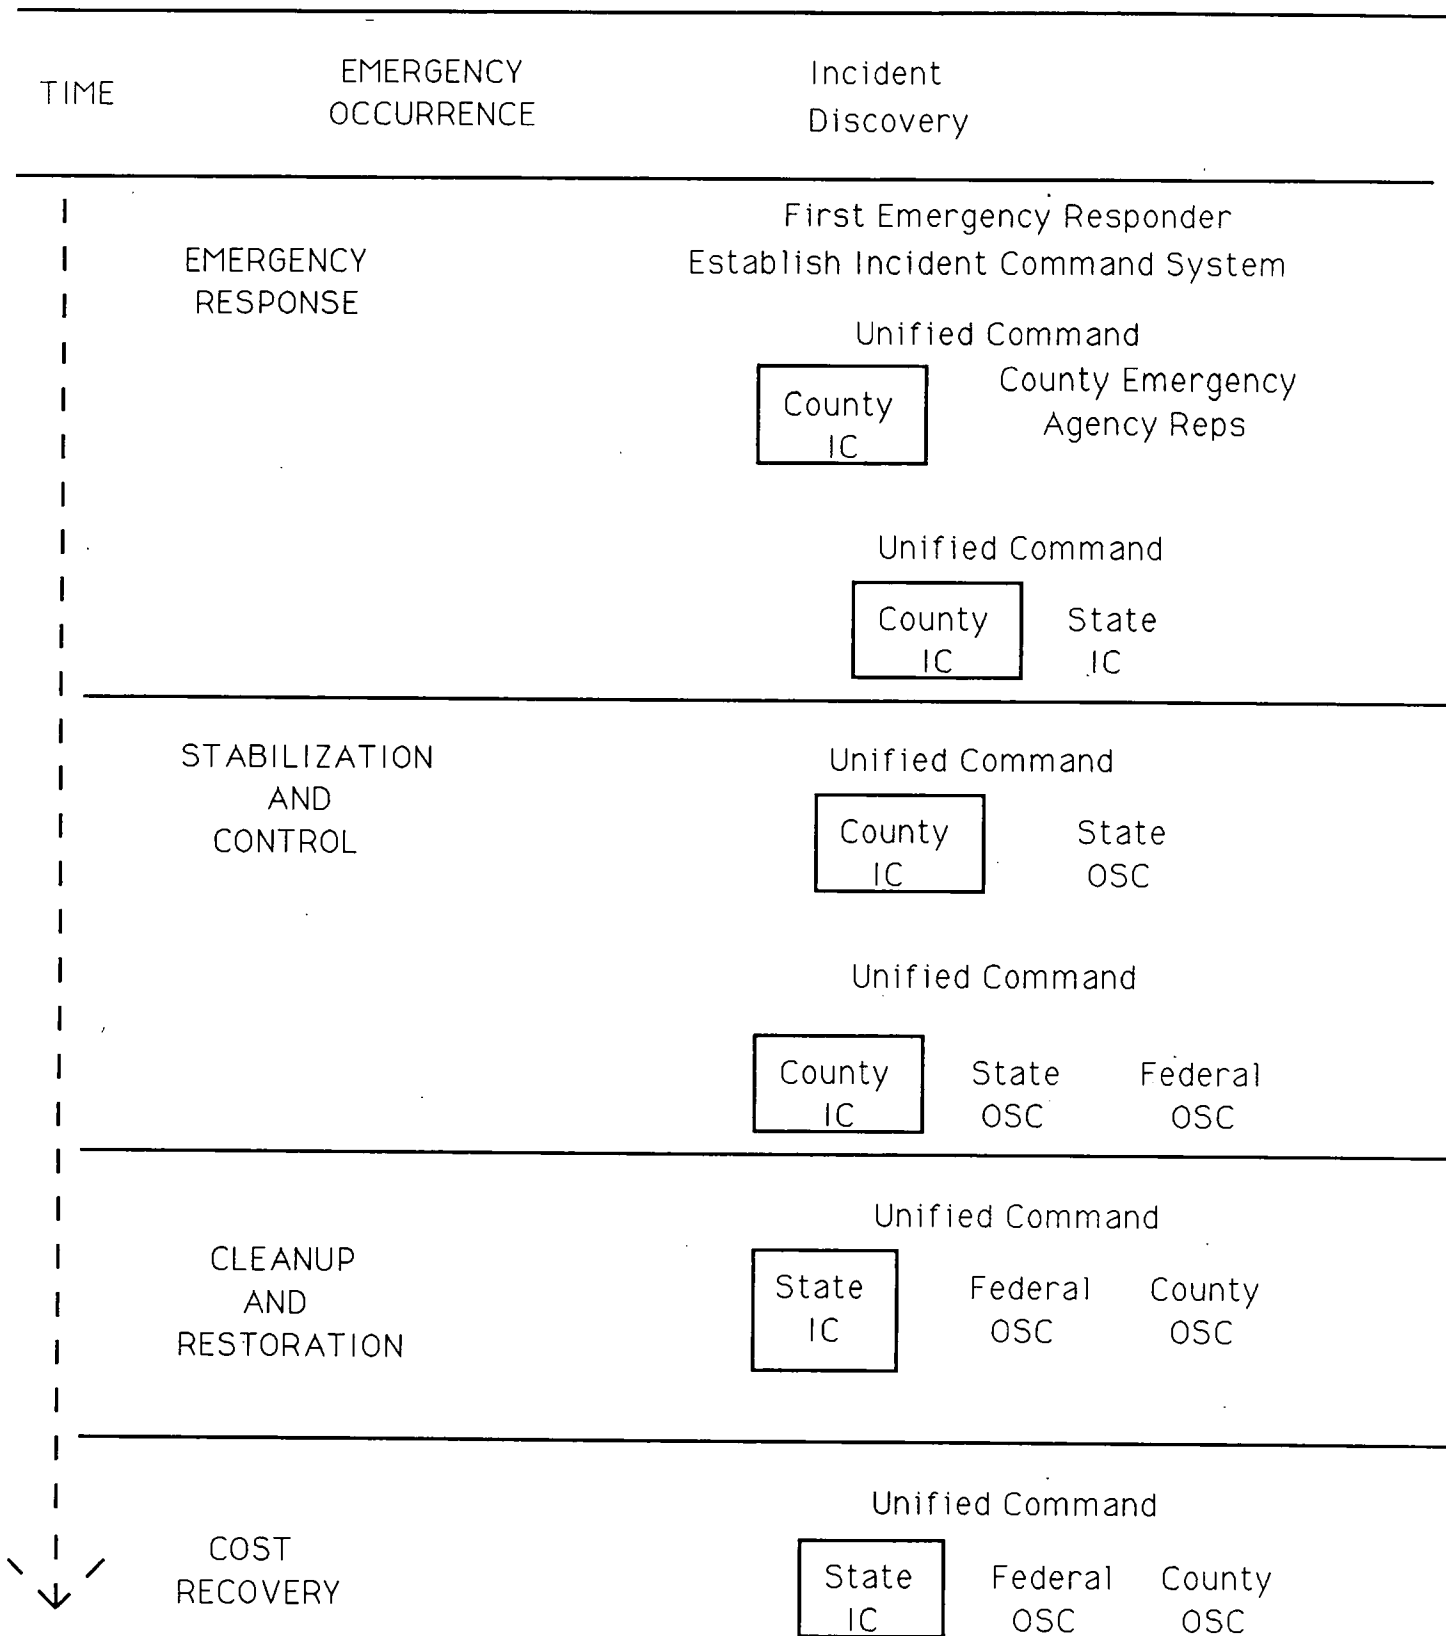 TIME
EMERGENCY
OCCURRENCE
Incident
Discovery
EMERGENCY
RESPONSE
First Emergency Responder
Establish Incident Command System
Unified Command
County
IC
County Emergency
Agency Reps
Unified Command
County
IC
State
IC
STABILIZATION
AND
CONTROL
Unified Command
County
IC
State
OSC
Unified Command
County
IC
State
OSC
Federal
OSC
CLEANUP
AND
RESTORATION
Unified Command
State
IC
Federal
OSC
County
OSC
COST
RECOVERY
Unified Command
State
IC
Federal
OSC
County
OSC